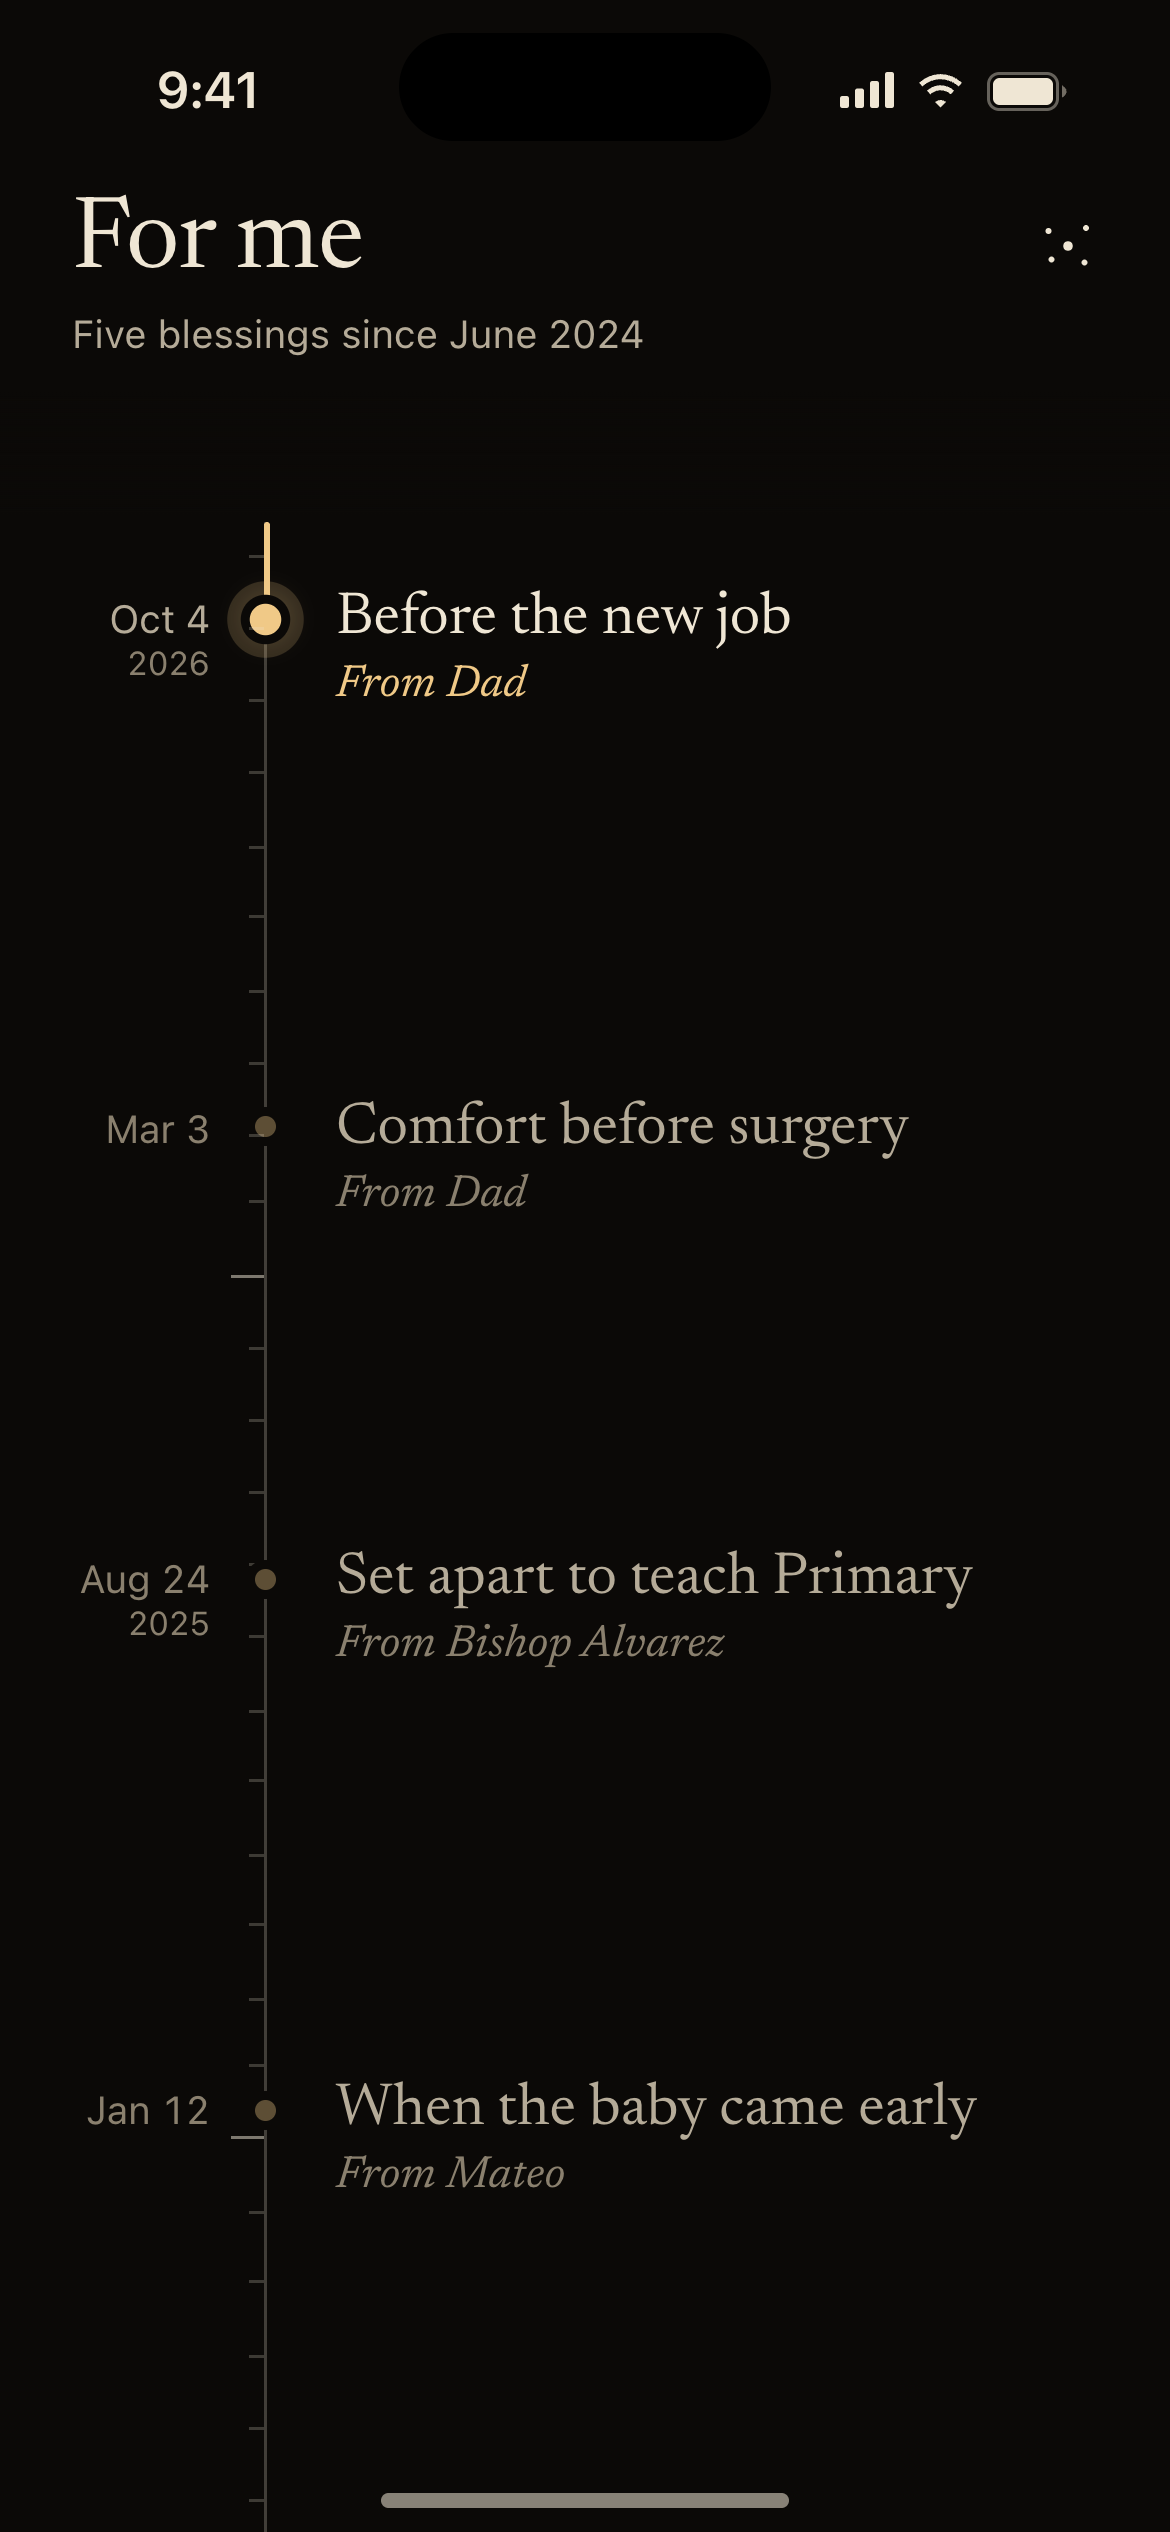 9:41
For me
Five blessings since June 2024
Oct 4
2026
Before the new job
From Dad
Mar 3
Comfort before surgery
From Dad
Aug 24
2025
Set apart to teach Primary
From Bishop Alvarez
Jan 12
When the baby came early
From Mateo